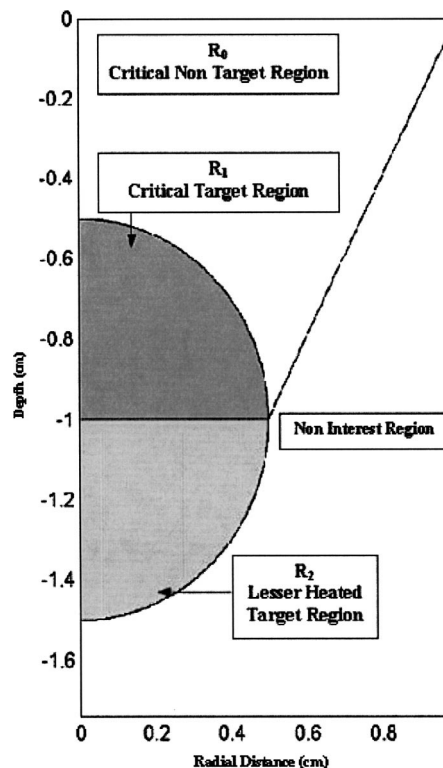 0
R₀
Critical Non Target Region
-0.2
-0.4
R₁
Critical Target Region
-0.6
-0.8
Depth (cm)
-1
Non Interest Region
-1.2
R₂
Lesser Heated
Target Region
-1.4
-1.6
0 0.2 0.4 0.6 0.8
Radial Distance (cm)